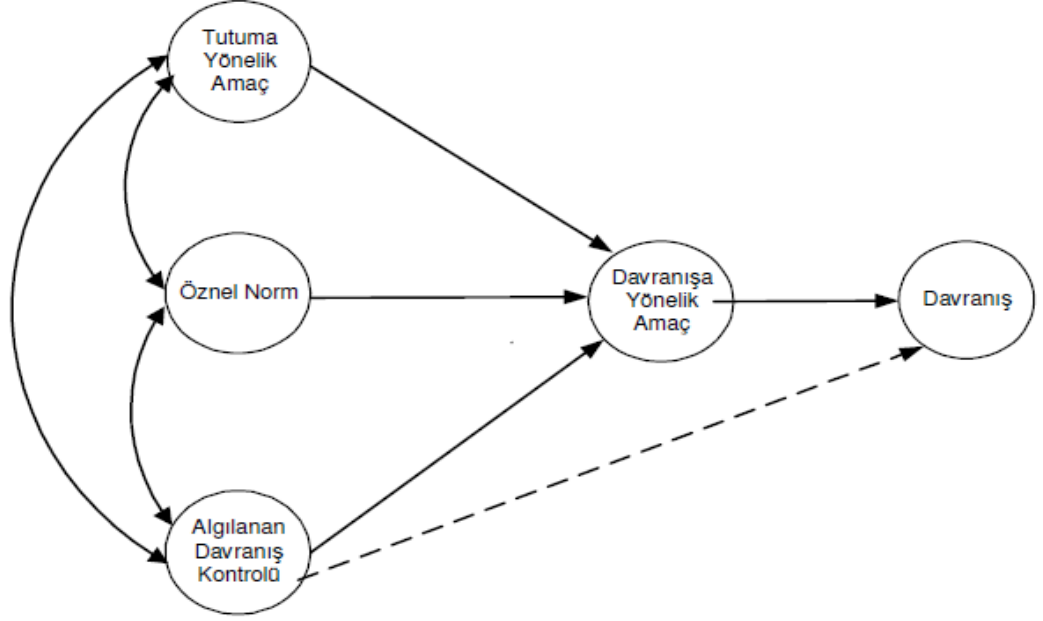 Tutuma
Yönelik
Amaç
Öznel Norm
Davranışa
Yönelik
Amaç
Davranış
Algılanan
Davranış
Kontrolü